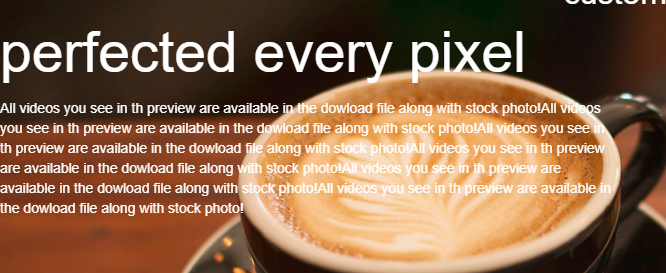 perfected every pixel
All videos you see in th preview are available in the dowload file along with stock photo!All videos
you see in th preview are available in the dowload file along with stock photo!All videos you see in
th preview are available in the dowload file along with stock photo!All videos you see in th preview
are available in the dowload file along with stock photo!All videos you see in th preview are
available in the dowload file along with stock photo!All videos you see in th preview are available in
the dowload file along with stock photo!